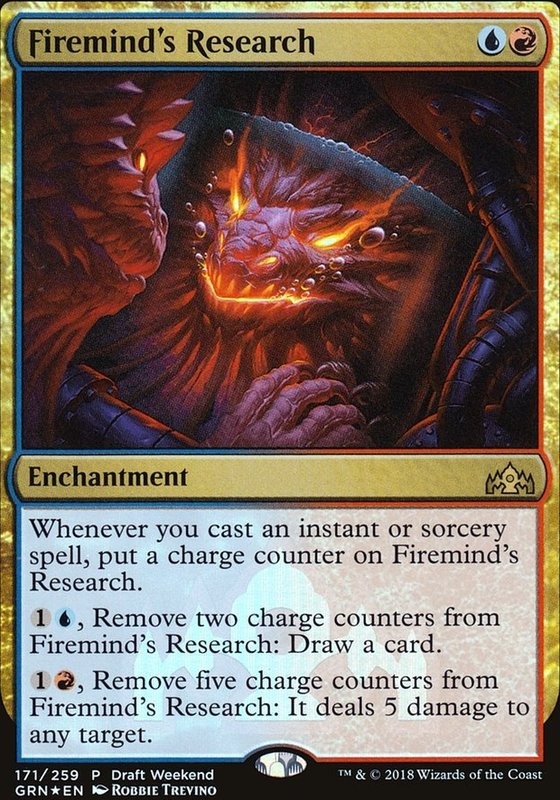 Firemind's Research
Enchantment
Whenever you cast an instant or sorcery
spell, put a charge counter on Firemind's
Research.
1, Remove two charge counters from
Firemind's Research: Draw a card.
1, Remove five charge counters from
Firemind's Research: It deals 5 damage to
any target.
171/259 P Draft Weekend
GRN★EN Robbie Trevino
™ & © 2018 Wizards of the Coast